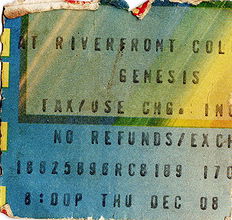 AT RIVERFRONT COL
GENESIS
TAX/USE CHG. INC
NO REFUNDS/EXCH
8:00P THU DEC 08